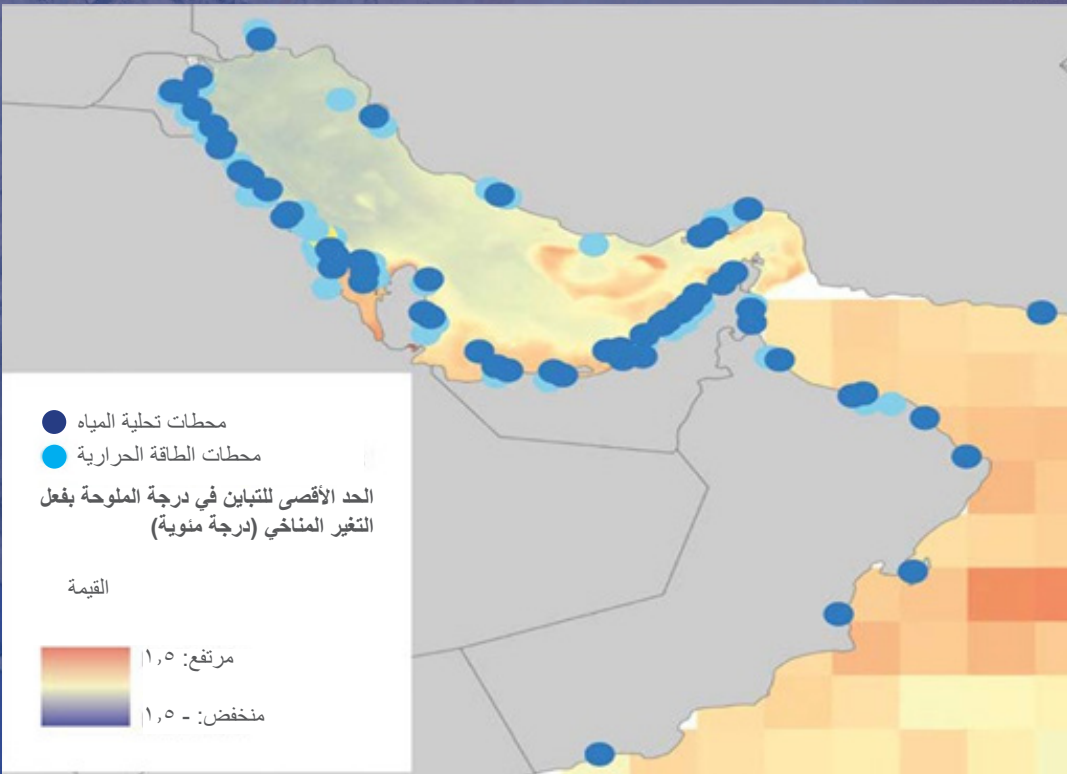 محطات تحلية المياه
محطات الطاقة الحرارية
الحد الأقصى للتباين في درجة الملوحة بفعل
التغير المناخي (درجة مئوية)
القيمة
مرتفع: ١,٥
منخفض: - ١,٥